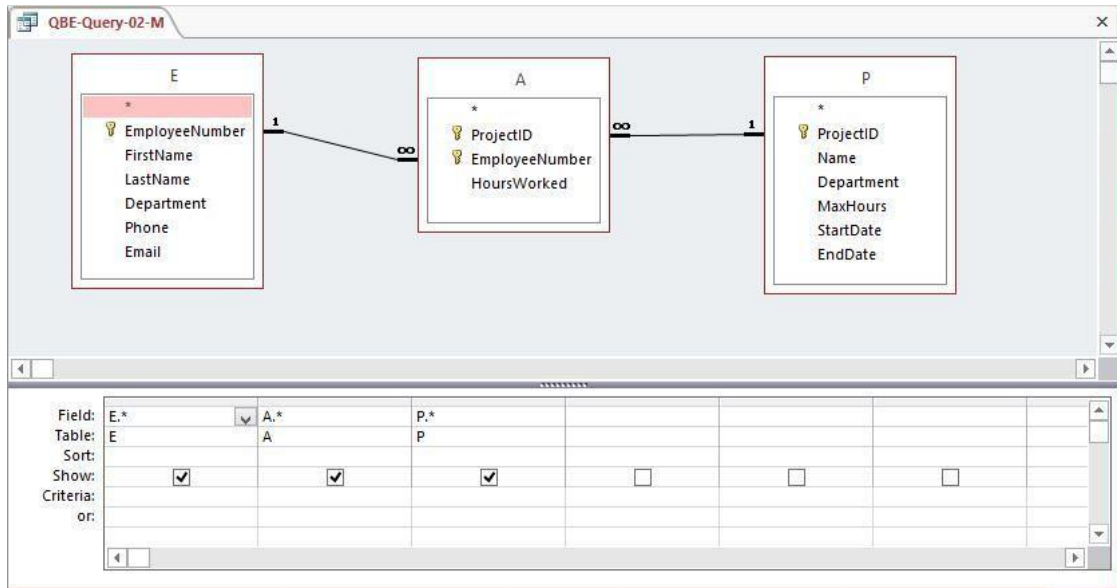 QBE-Query-02-M
E
*
EmployeeNumber
FirstName
LastName
Department
Phone
Email
1
∞
A
*
ProjectID
EmployeeNumber
HoursWorked
∞
1
P
*
ProjectID
Name
Department
MaxHours
StartDate
EndDate
Field: E.* A.* P.*
Table: E A P
Sort:
Show:
Criteria:
or: